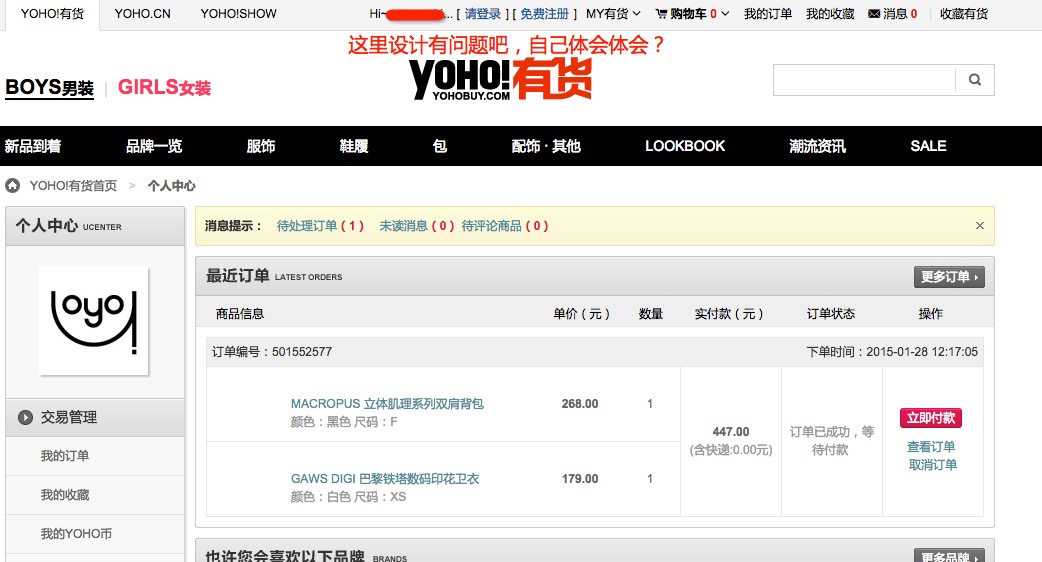 YOHO!有货 YOHO.CN YOHO!SHOW Hi~ ... [ 请登录 ] [ 免费注册 ] MY有货 购物车 0 我的订单 我的收藏 消息 0 收藏有货
这里设计有问题吧，自己体会体会？
BOYS男装 GIRLS女装 YOHO!有货
YOHOBUY.COM
新品到着 品牌一览 服饰 鞋履 包 配饰 · 其他 LOOKBOOK 潮流资讯 SALE
YOHO!有货首页 > 个人中心
个人中心 UCENTER
消息提示： 待处理订单 ( 1 ) 未读消息 ( 0 ) 待评论商品 ( 0 ) ×
最近订单 LATEST ORDERS 更多订单
商品信息 单价（元） 数量 实付款（元） 订单状态 操作
订单编号：501552577 下单时间：2015-01-28 12:17:05
MACROPUS 立体肌理系列双肩背包 268.00 1
颜色：黑色 尺码：F
GAWS DIGI 巴黎铁塔数码印花卫衣 179.00 1
颜色：白色 尺码：XS
447.00
(含快递:0.00元)
订单已成功，等
待付款
立即付款
查看订单
取消订单
yoyo!
交易管理
我的订单
我的收藏
我的YOHO币
也许您会喜欢以下品牌 BRANDS 更多品牌